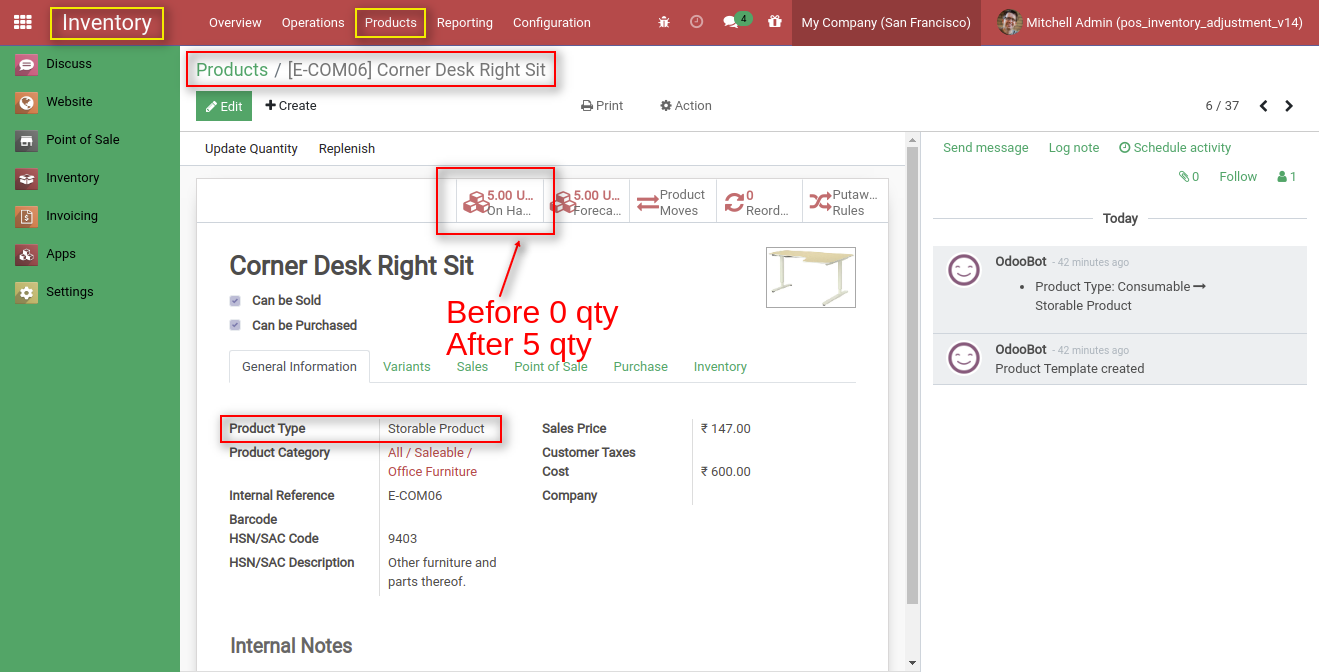 Inventory
Overview
Operations
Products
Reporting
Configuration
4
My Company (San Francisco)
Mitchell Admin (pos_inventory_adjustment_v14)
Discuss
Website
Point of Sale
Inventory
Invoicing
Apps
Settings
Products / [E-COM06] Corner Desk Right Sit
Edit
Create
Print
Action
6 / 37
Update Quantity
Replenish
5.00 U...
On Ha...
5.00 U...
Foreca...
Product
Moves
0
Reord...
Putaw...
Rules
Corner Desk Right Sit
Can be Sold
Can be Purchased
Before 0 qty
After 5 qty
General Information
Variants
Sales
Point of Sale
Purchase
Inventory
Product Type Storable Product
Product Category All / Saleable /
Office Furniture
Internal Reference E-COM06
Barcode
HSN/SAC Code 9403
HSN/SAC Description Other furniture and
parts thereof.
Sales Price ₹ 147.00
Customer Taxes
Cost ₹ 600.00
Company
Internal Notes
Send message
Log note
Schedule activity
0
Follow
1
Today
OdooBot - 42 minutes ago
• Product Type: Consumable →
Storable Product
OdooBot - 42 minutes ago
Product Template created